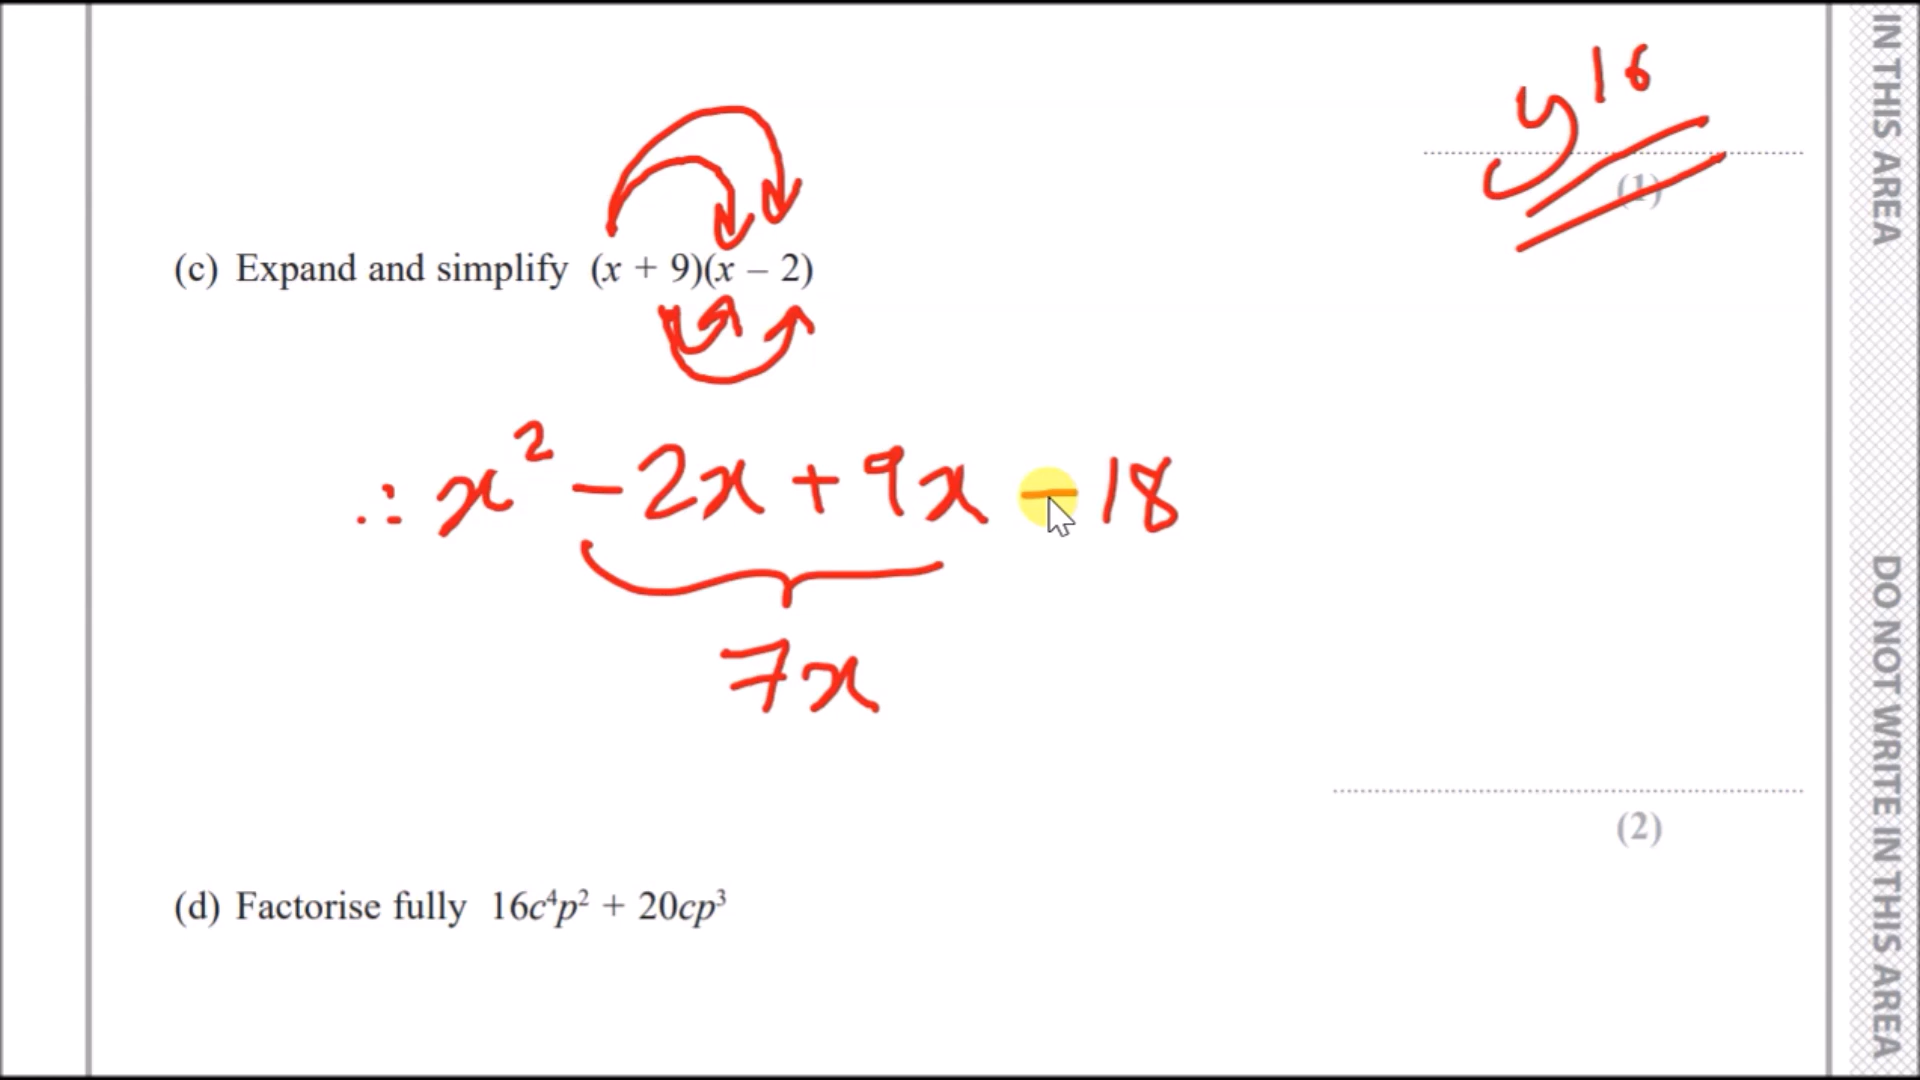 y^16
(1)
(c) Expand and simplify (x + 9)(x – 2)
∴ x² – 2x + 9x – 18
7x
(2)
(d) Factorise fully 16c⁴p² + 20cp³
IN THIS AREA
DO NOT WRITE IN THIS AREA